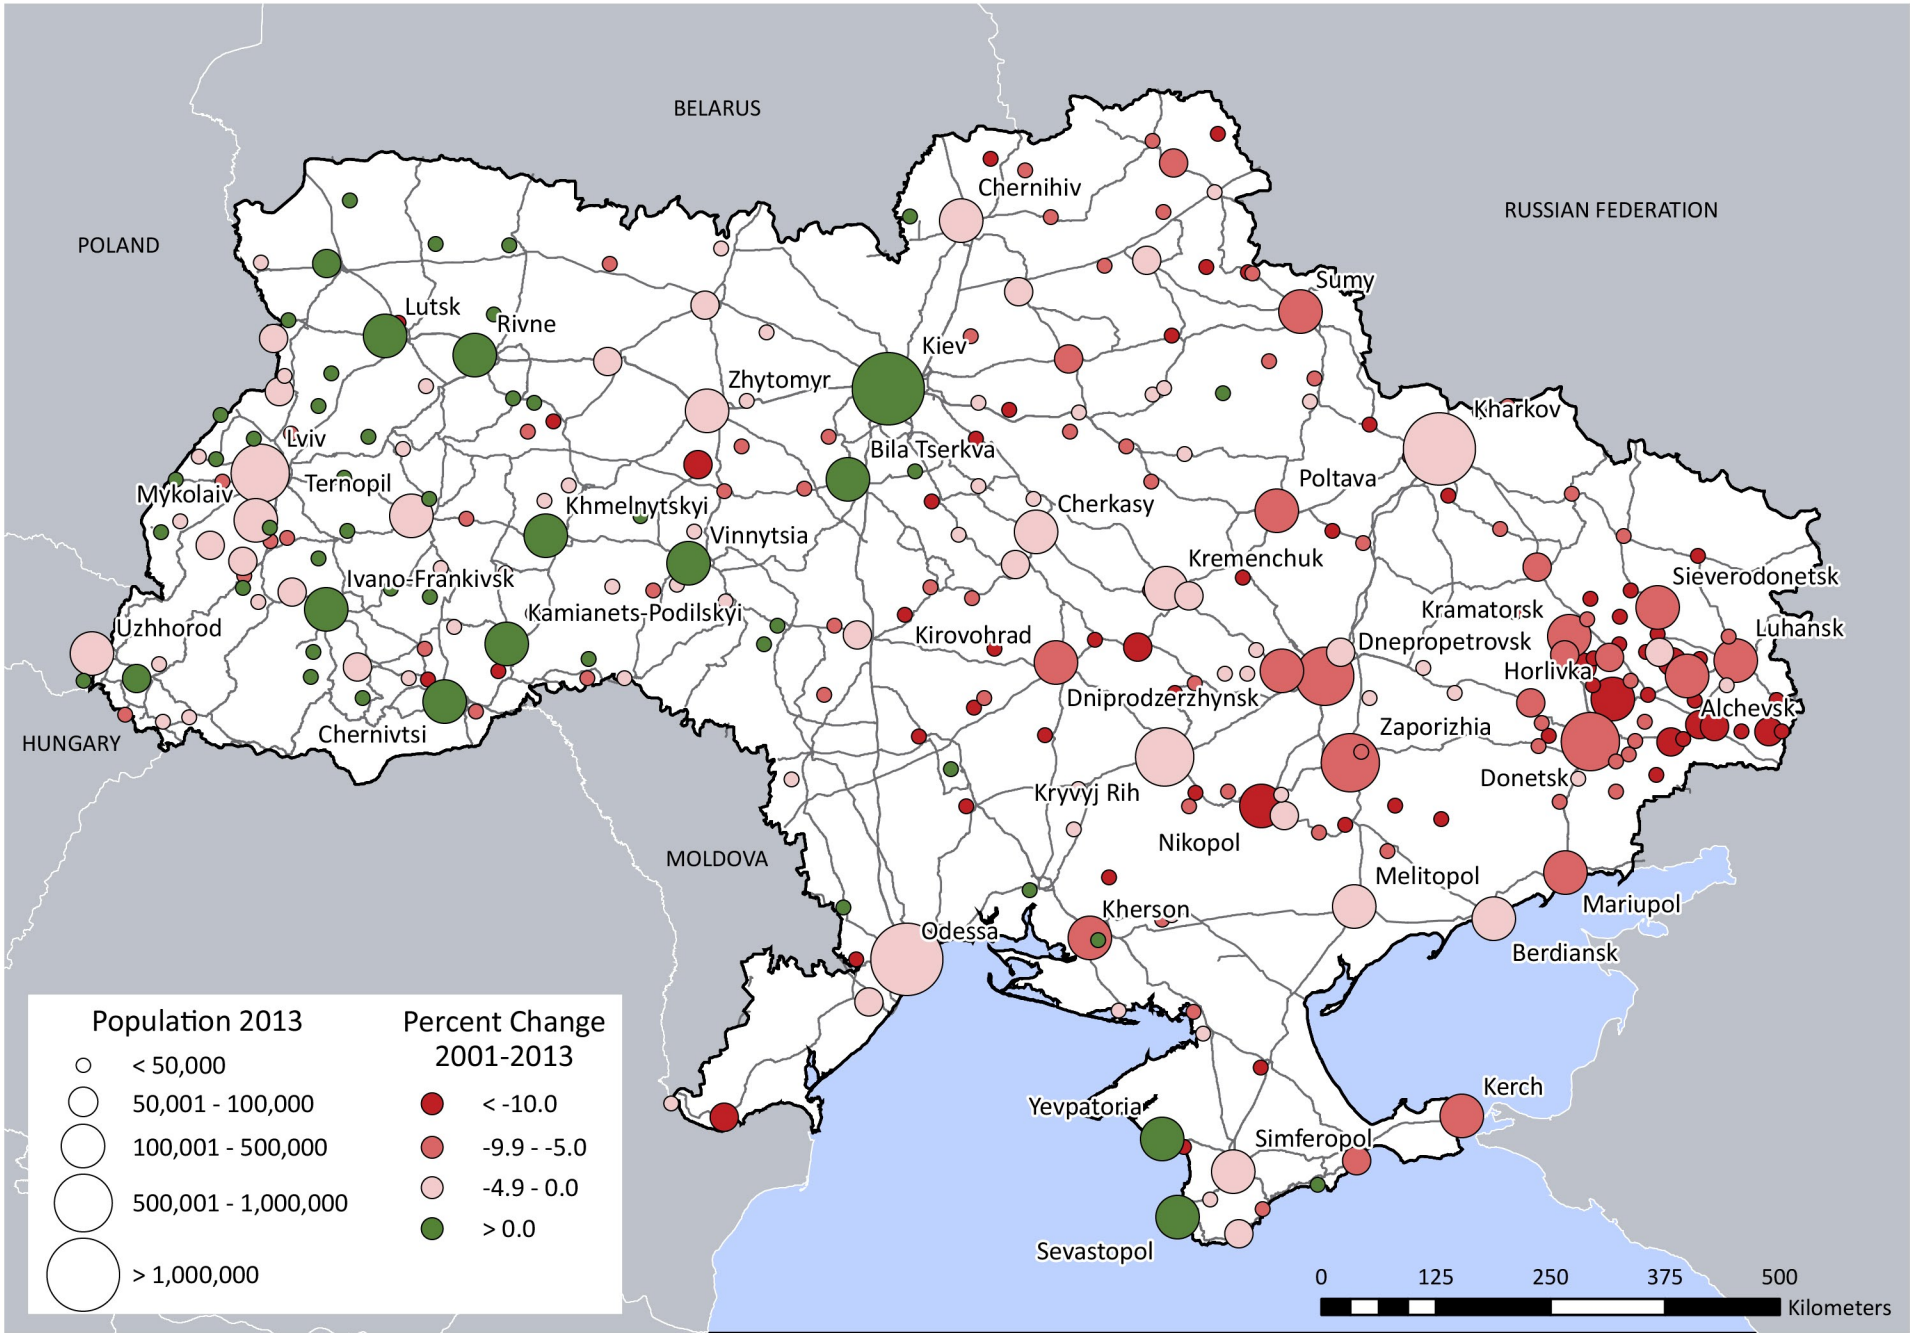 BELARUS
Chernihiv
RUSSIAN FEDERATION
POLAND
Sumy
Lutsk
Rivne
Kiev
Zhytomyr
Kharkov
Lviv
Bila Tserkva
Ternopil
Poltava
Mykolaiv
Khmelnytskyi
Cherkasy
Vinnytsia
Kremenchuk
Ivano-Frankivsk
Sieverodonetsk
Kamianets-Podilskyi
Kramatorsk
Uzhhorod
Kirovohrad
Dnepropetrovsk
Luhansk
Horlivka
Dniprodzerzhynsk
Alchevsk
Chernivtsi
Zaporizhia
HUNGARY
Donetsk
Kryvyj Rih
Nikopol
MOLDOVA
Melitopol
Mariupol
Kherson
Odessa
Berdiansk
Kerch
Yevpatoria
Simferopol
Sevastopol
Population 2013
< 50,000
50,001 - 100,000
100,001 - 500,000
500,001 - 1,000,000
> 1,000,000
Percent Change
2001-2013
< -10.0
-9.9 - -5.0
-4.9 - 0.0
> 0.0
0 125 250 375 500
Kilometers